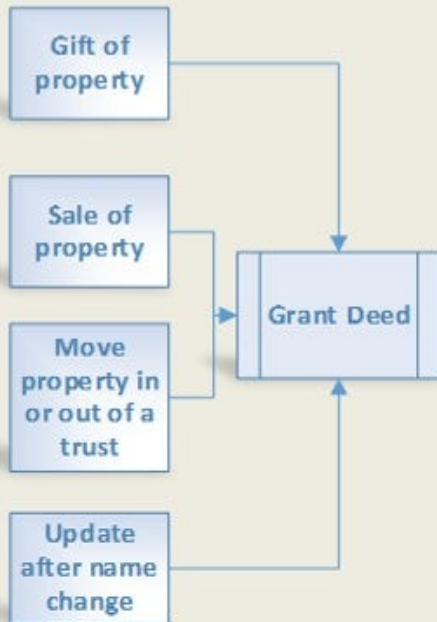 Gift of
property
Sale of
property
Grant Deed
Move
property in
or out of a
trust
Update
after name
change